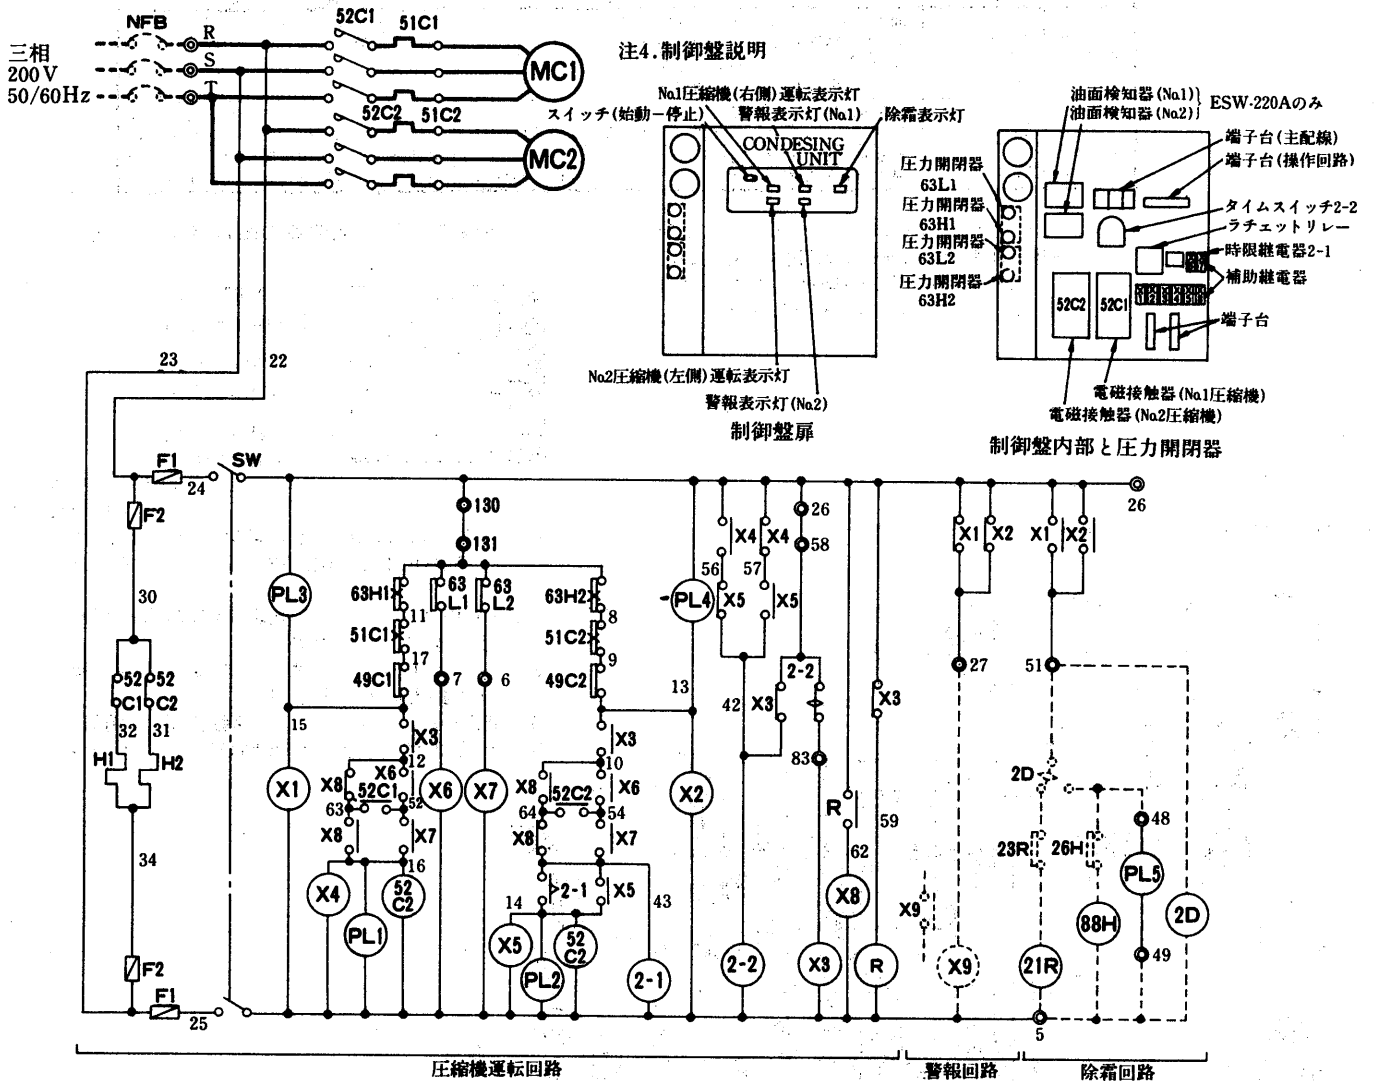 NFB
三相
200V
50/60Hz
R
S
T
52C1
51C1
52C2
51C2
MC1
MC2
23
22
注4.制御盤説明
No.1圧縮機(右側)運転表示灯
スイッチ(始動-停止)
警報表示灯(No.1)
除霜表示灯
CONDESING
UNIT
No.2圧縮機(左側)運転表示灯
警報表示灯(No.2)
制御盤扉
油面検知器(No.1)
油面検知器(No.2)
ESW-220Aのみ
端子台(主配線)
端子台(操作回路)
圧力開閉器
63L1
圧力開閉器
63H1
圧力開閉器
63L2
圧力開閉器
63H2
タイムスイッチ2-2
ラチェットリレー
時限継電器2-1
補助継電器
端子台
52C2
52C1
電磁接触器(No.1圧縮機)
電磁接触器(No.2圧縮機)
制御盤内部と圧力開閉器
F1
24
SW
F2
30
52
C1
52
C2
32
31
H1
H2
34
F2
F1
25
PL3
15
X1
130
131
63H1
11
51C1
17
49C1
X3
12
X8
X6
52C1
63
52
X8
X7
16
X4
PL1
52
C2
63
L1
7
X6
63
L2
6
X7
63H2
8
51C2
9
49C2
X3
10
X8
X6
52C2
64
54
X8
X7
2-1
X5
14
43
X5
PL2
52
C2
2-1
PL4
13
X2
X4
X4
56
57
X5
X5
42
2-2
26
58
2-2
X3
83
X3
R
62
X8
X3
59
R
X1
X2
27
X9
X9
X1
X2
51
2D
23R
26H
21R
88H
48
PL5
49
2D
26
5
圧縮機運転回路
警報回路
除霜回路